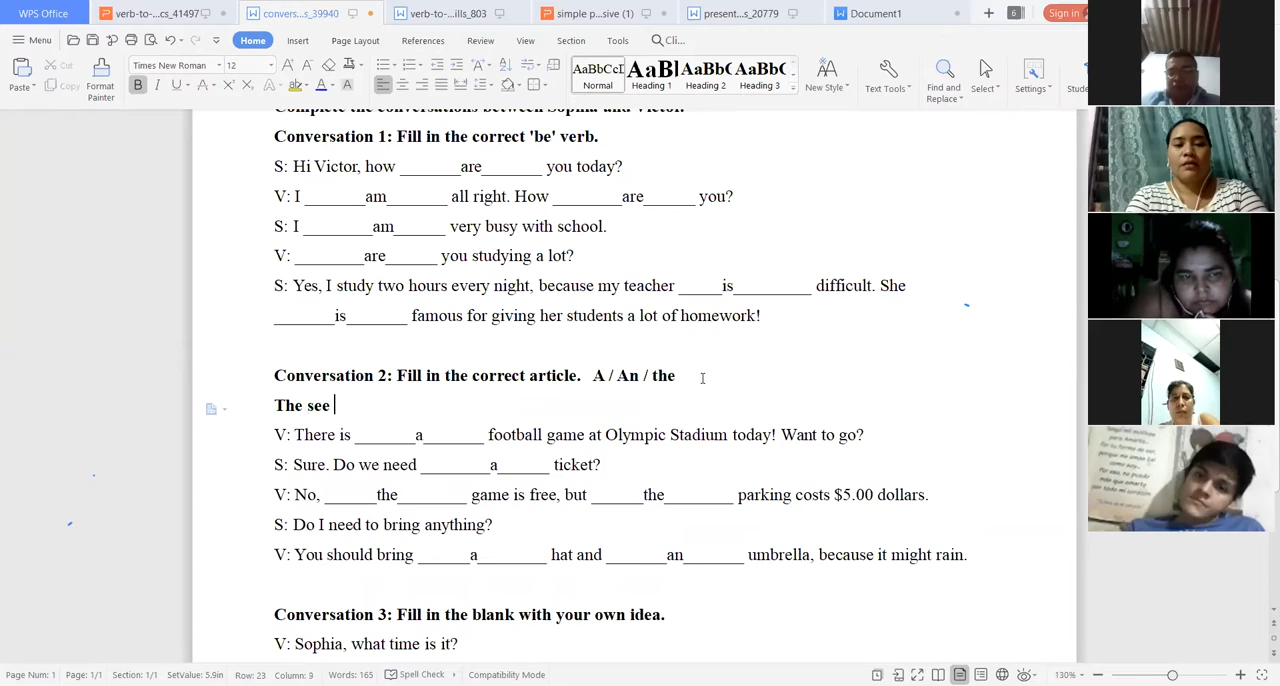 WPS Office verb-to-...cs_41497 convers...s_39940 verb-to-...ills_803 simple p...sive (1) present...s_20779 Document1 6 Sign in
Menu Home Insert Page Layout References Review View Section Tools Cli...
Paste Cut Copy Format Painter Times New Roman 12 AaBbCcI Normal AaBl Heading 1 AaBb( Heading 2 AaBb( Heading 3 New Style Text Tools Find and Replace Select Settings
Complete the conversations between Sophia and Victor.
Conversation 1: Fill in the correct 'be' verb.
S: Hi Victor, how _______are_______ you today?
V: I _______am_______ all right. How ________are______ you?
S: I ________am______ very busy with school.
V: ________are______ you studying a lot?
S: Yes, I study two hours every night, because my teacher _____is_________ difficult. She
_______is_______ famous for giving her students a lot of homework!
Conversation 2: Fill in the correct article. A / An / the
The see
V: There is _______a_______ football game at Olympic Stadium today! Want to go?
S: Sure. Do we need ________a______ ticket?
V: No, ______the________ game is free, but ______the________ parking costs $5.00 dollars.
S: Do I need to bring anything?
V: You should bring ______a________ hat and _______an_______ umbrella, because it might rain.
Conversation 3: Fill in the blank with your own idea.
V: Sophia, what time is it?
Page Num: 1 Page: 1/1 Section: 1/1 SetValue: 5.9in Row: 23 Column: 9 Words: 165 Spell Check Compatibility Mode 130%